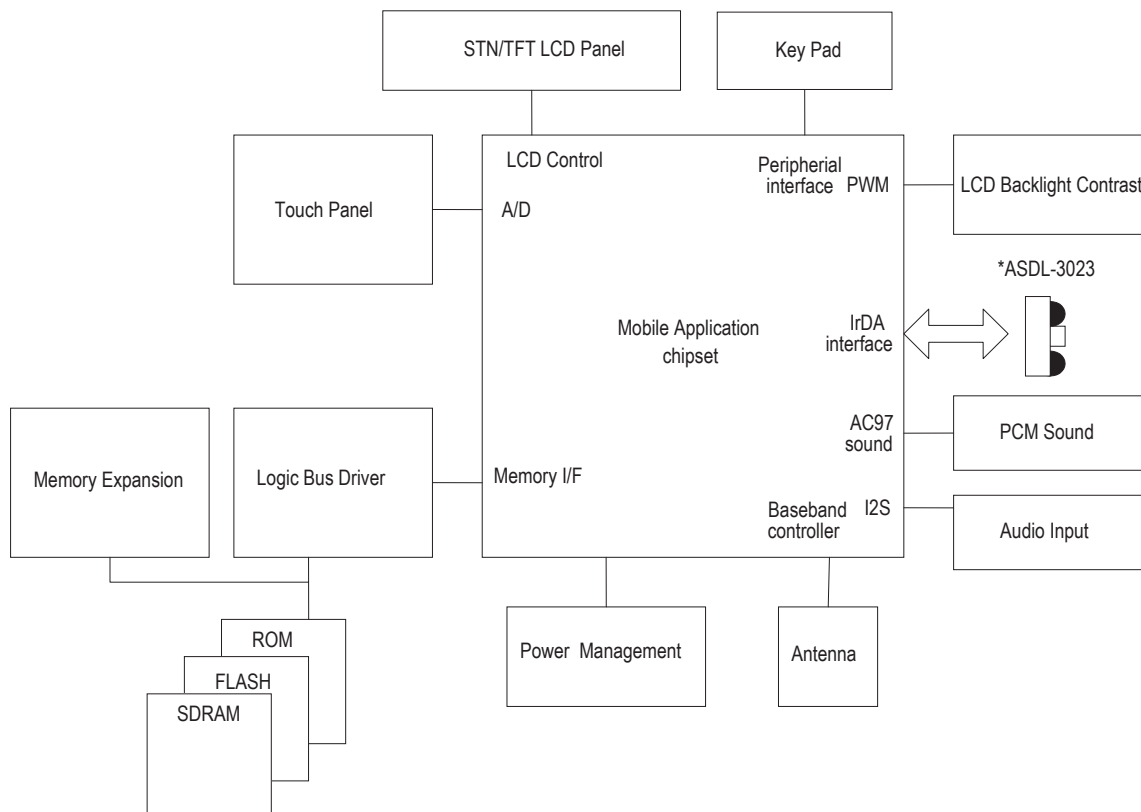 STN/TFT LCD Panel
Key Pad
Touch Panel
LCD Control
A/D
Peripherial
interface
PWM
LCD Backlight Contrast
*ASDL-3023
Mobile Application
chipset
IrDA
interface
AC97
sound
PCM Sound
Memory Expansion
Logic Bus Driver
Memory I/F
Baseband
controller
I2S
Audio Input
Power Management
Antenna
ROM
FLASH
SDRAM